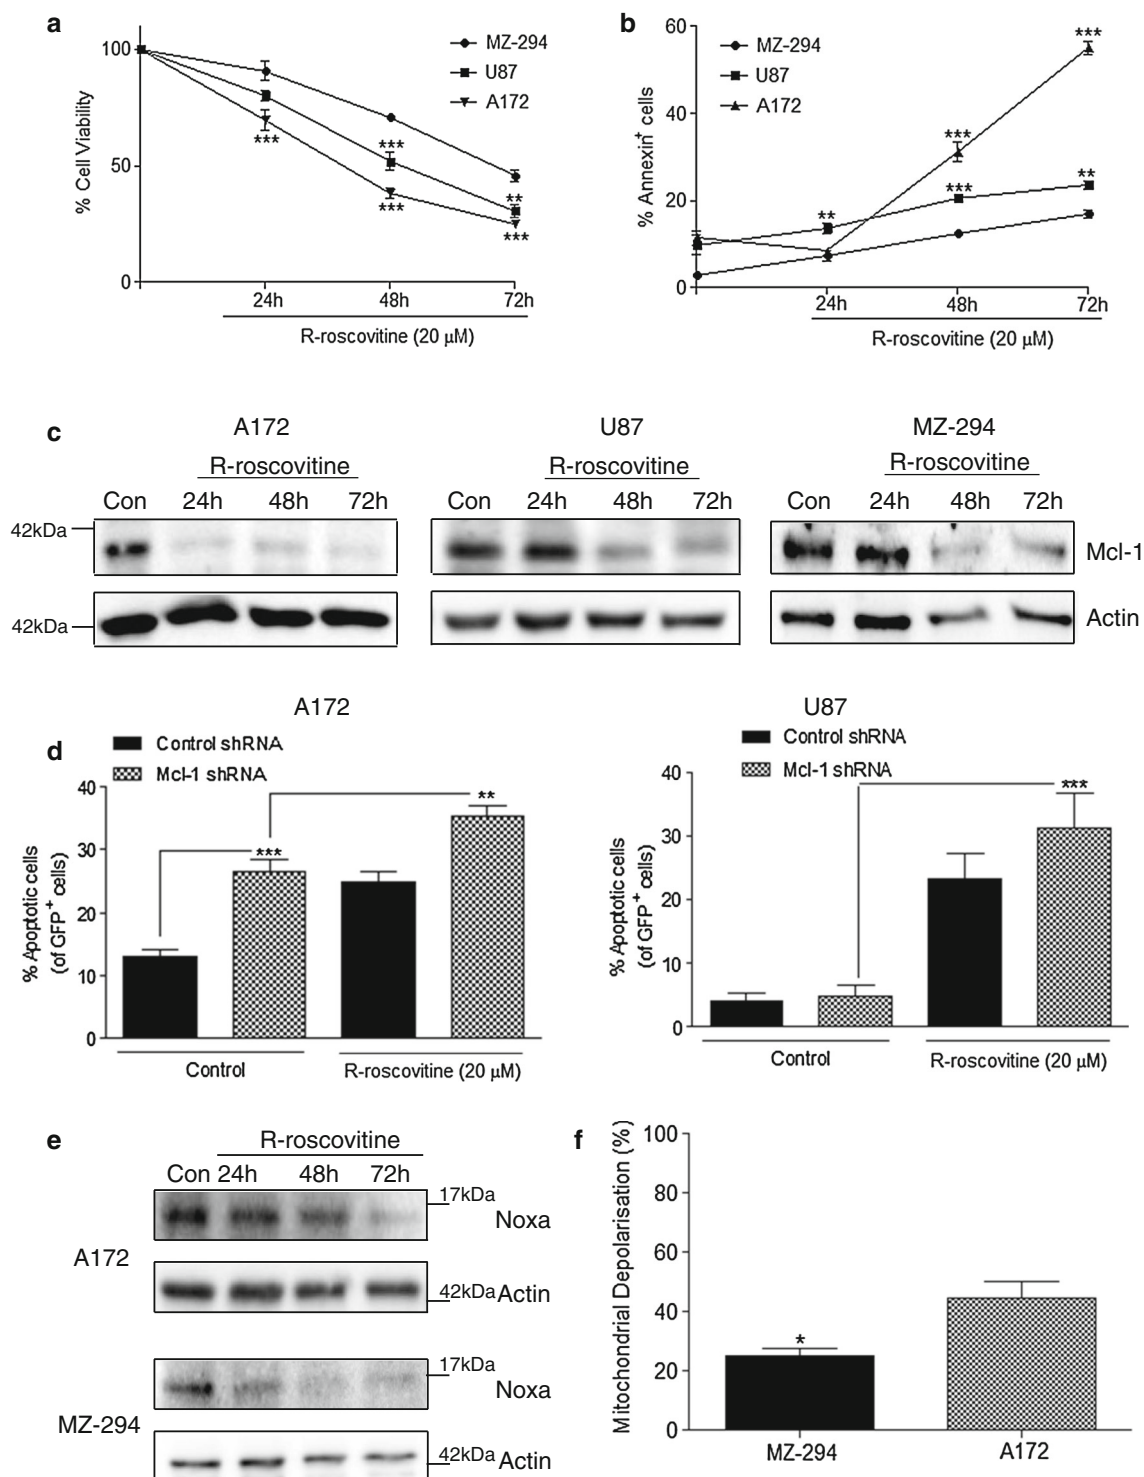 a
100
50
0
% Cell Viability
MZ-294
U87
A172
***
***
***
**
***
24h 48h 72h
R-roscovitine (20 µM)
b
60
40
20
0
% Annexin+ cells
MZ-294
U87
A172
**
***
***
***
**
24h 48h 72h
R-roscovitine (20 µM)
c
A172
R-roscovitine
Con 24h 48h 72h
42kDa
42kDa
U87
R-roscovitine
Con 24h 48h 72h
MZ-294
R-roscovitine
Con 24h 48h 72h
Mcl-1
Actin
d
A172
Control shRNA
Mcl-1 shRNA
40
30
20
10
0
% Apoptotic cells
(of GFP+ cells)
***
**
Control
R-roscovitine (20 µM)
U87
Control shRNA
Mcl-1 shRNA
40
30
20
10
0
% Apoptotic cells
(of GFP+ cells)
***
Control
R-roscovitine (20 µM)
e
R-roscovitine
Con 24h 48h 72h
17kDa
Noxa
A172
42kDa Actin
17kDa
Noxa
MZ-294
42kDa Actin
f
100
80
60
40
20
0
Mitochondrial Depolarisation (%)
*
MZ-294 A172